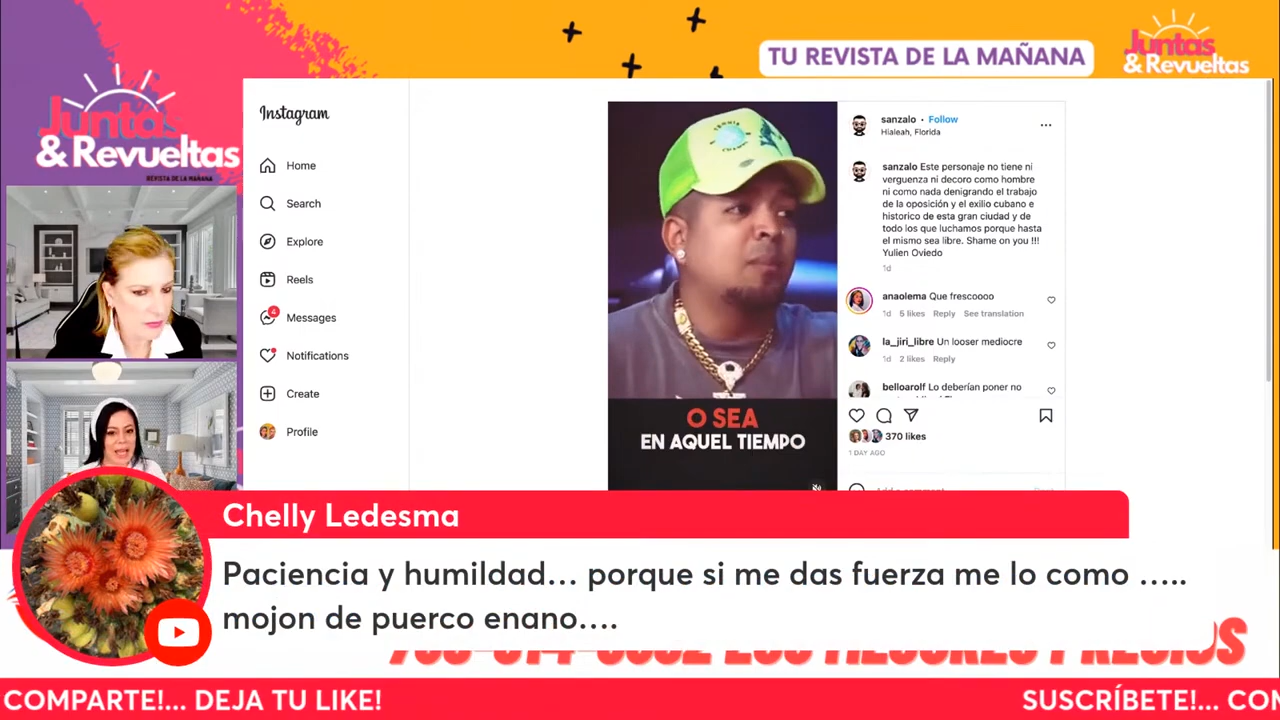 TU REVISTA DE LA MAÑANA
Juntas
& Revueltas
Juntas
& Revueltas
REVISTA DE LA MAÑANA
Instagram
Home
Search
Explore
Reels
4
Messages
Notifications
Create
Profile
O SEA
EN AQUEL TIEMPO
sanzalo • Follow
Hialeah, Florida
sanzalo Este personaje no tiene ni
verguenza ni decoro como hombre
ni como nada denigrando el trabajo
de la oposición y el exilio cubano e
historico de esta gran ciudad y de
todo los que luchamos porque hasta
el mismo sea libre. Shame on you !!!
Yulien Oviedo
1d
anaolema Que frescoooo
1d 5 likes Reply See translation
la_jiri_libre Un looser mediocre
1d 2 likes Reply
belloarolf Lo deberían poner no
370 likes
1 DAY AGO
Chelly Ledesma
Paciencia y humildad… porque si me das fuerza me lo como …..
mojon de puerco enano….
COMPARTE!... DEJA TU LIKE!
SUSCRÍBETE!... COM